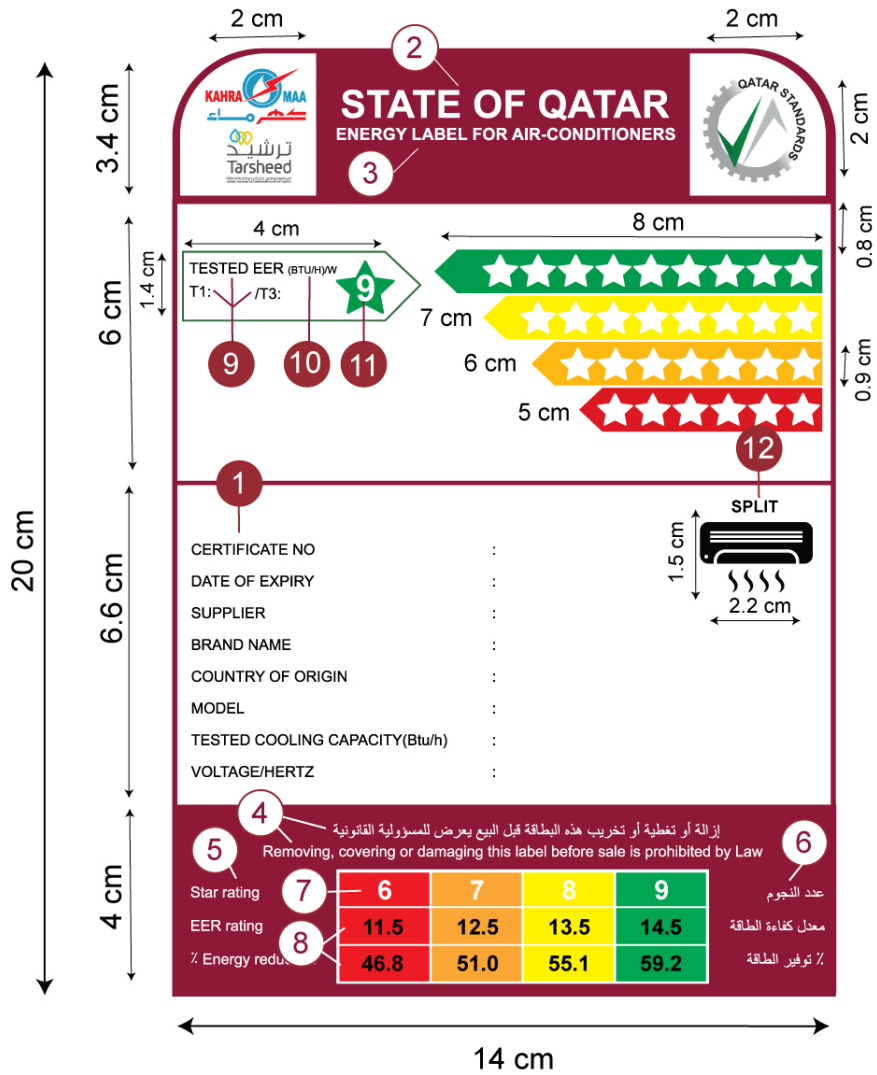 2 cm
2 cm
2
KAHRA MAA
كهرماء
ترشيد
Tarsheed
STATE OF QATAR
ENERGY LABEL FOR AIR-CONDITIONERS
3
QATAR STANDARDS
3.4 cm
2 cm
0.8 cm
4 cm
8 cm
1.4 cm
TESTED EER (BTU/H)/W
T1: /T3:
9
7 cm
6 cm
5 cm
0.9 cm
6 cm
9
10
11
12
1
20 cm
6.6 cm
SPLIT
1.5 cm
2.2 cm
CERTIFICATE NO :
DATE OF EXPIRY :
SUPPLIER :
BRAND NAME :
COUNTRY OF ORIGIN :
MODEL :
TESTED COOLING CAPACITY(Btu/h) :
VOLTAGE/HERTZ :
4
إزالة أو تغطية أو تخريب هذه البطاقة قبل البيع يعرض للمسؤولية القانونية
Removing, covering or damaging this label before sale is prohibited by Law
5
6
4 cm
Star rating 7 6 7 8 9 عدد النجوم
EER rating 11.5 12.5 13.5 14.5 معدل كفاءة الطاقة
8
٪ Energy 46.8 51.0 55.1 59.2 ٪ توفير الطاقة
14 cm